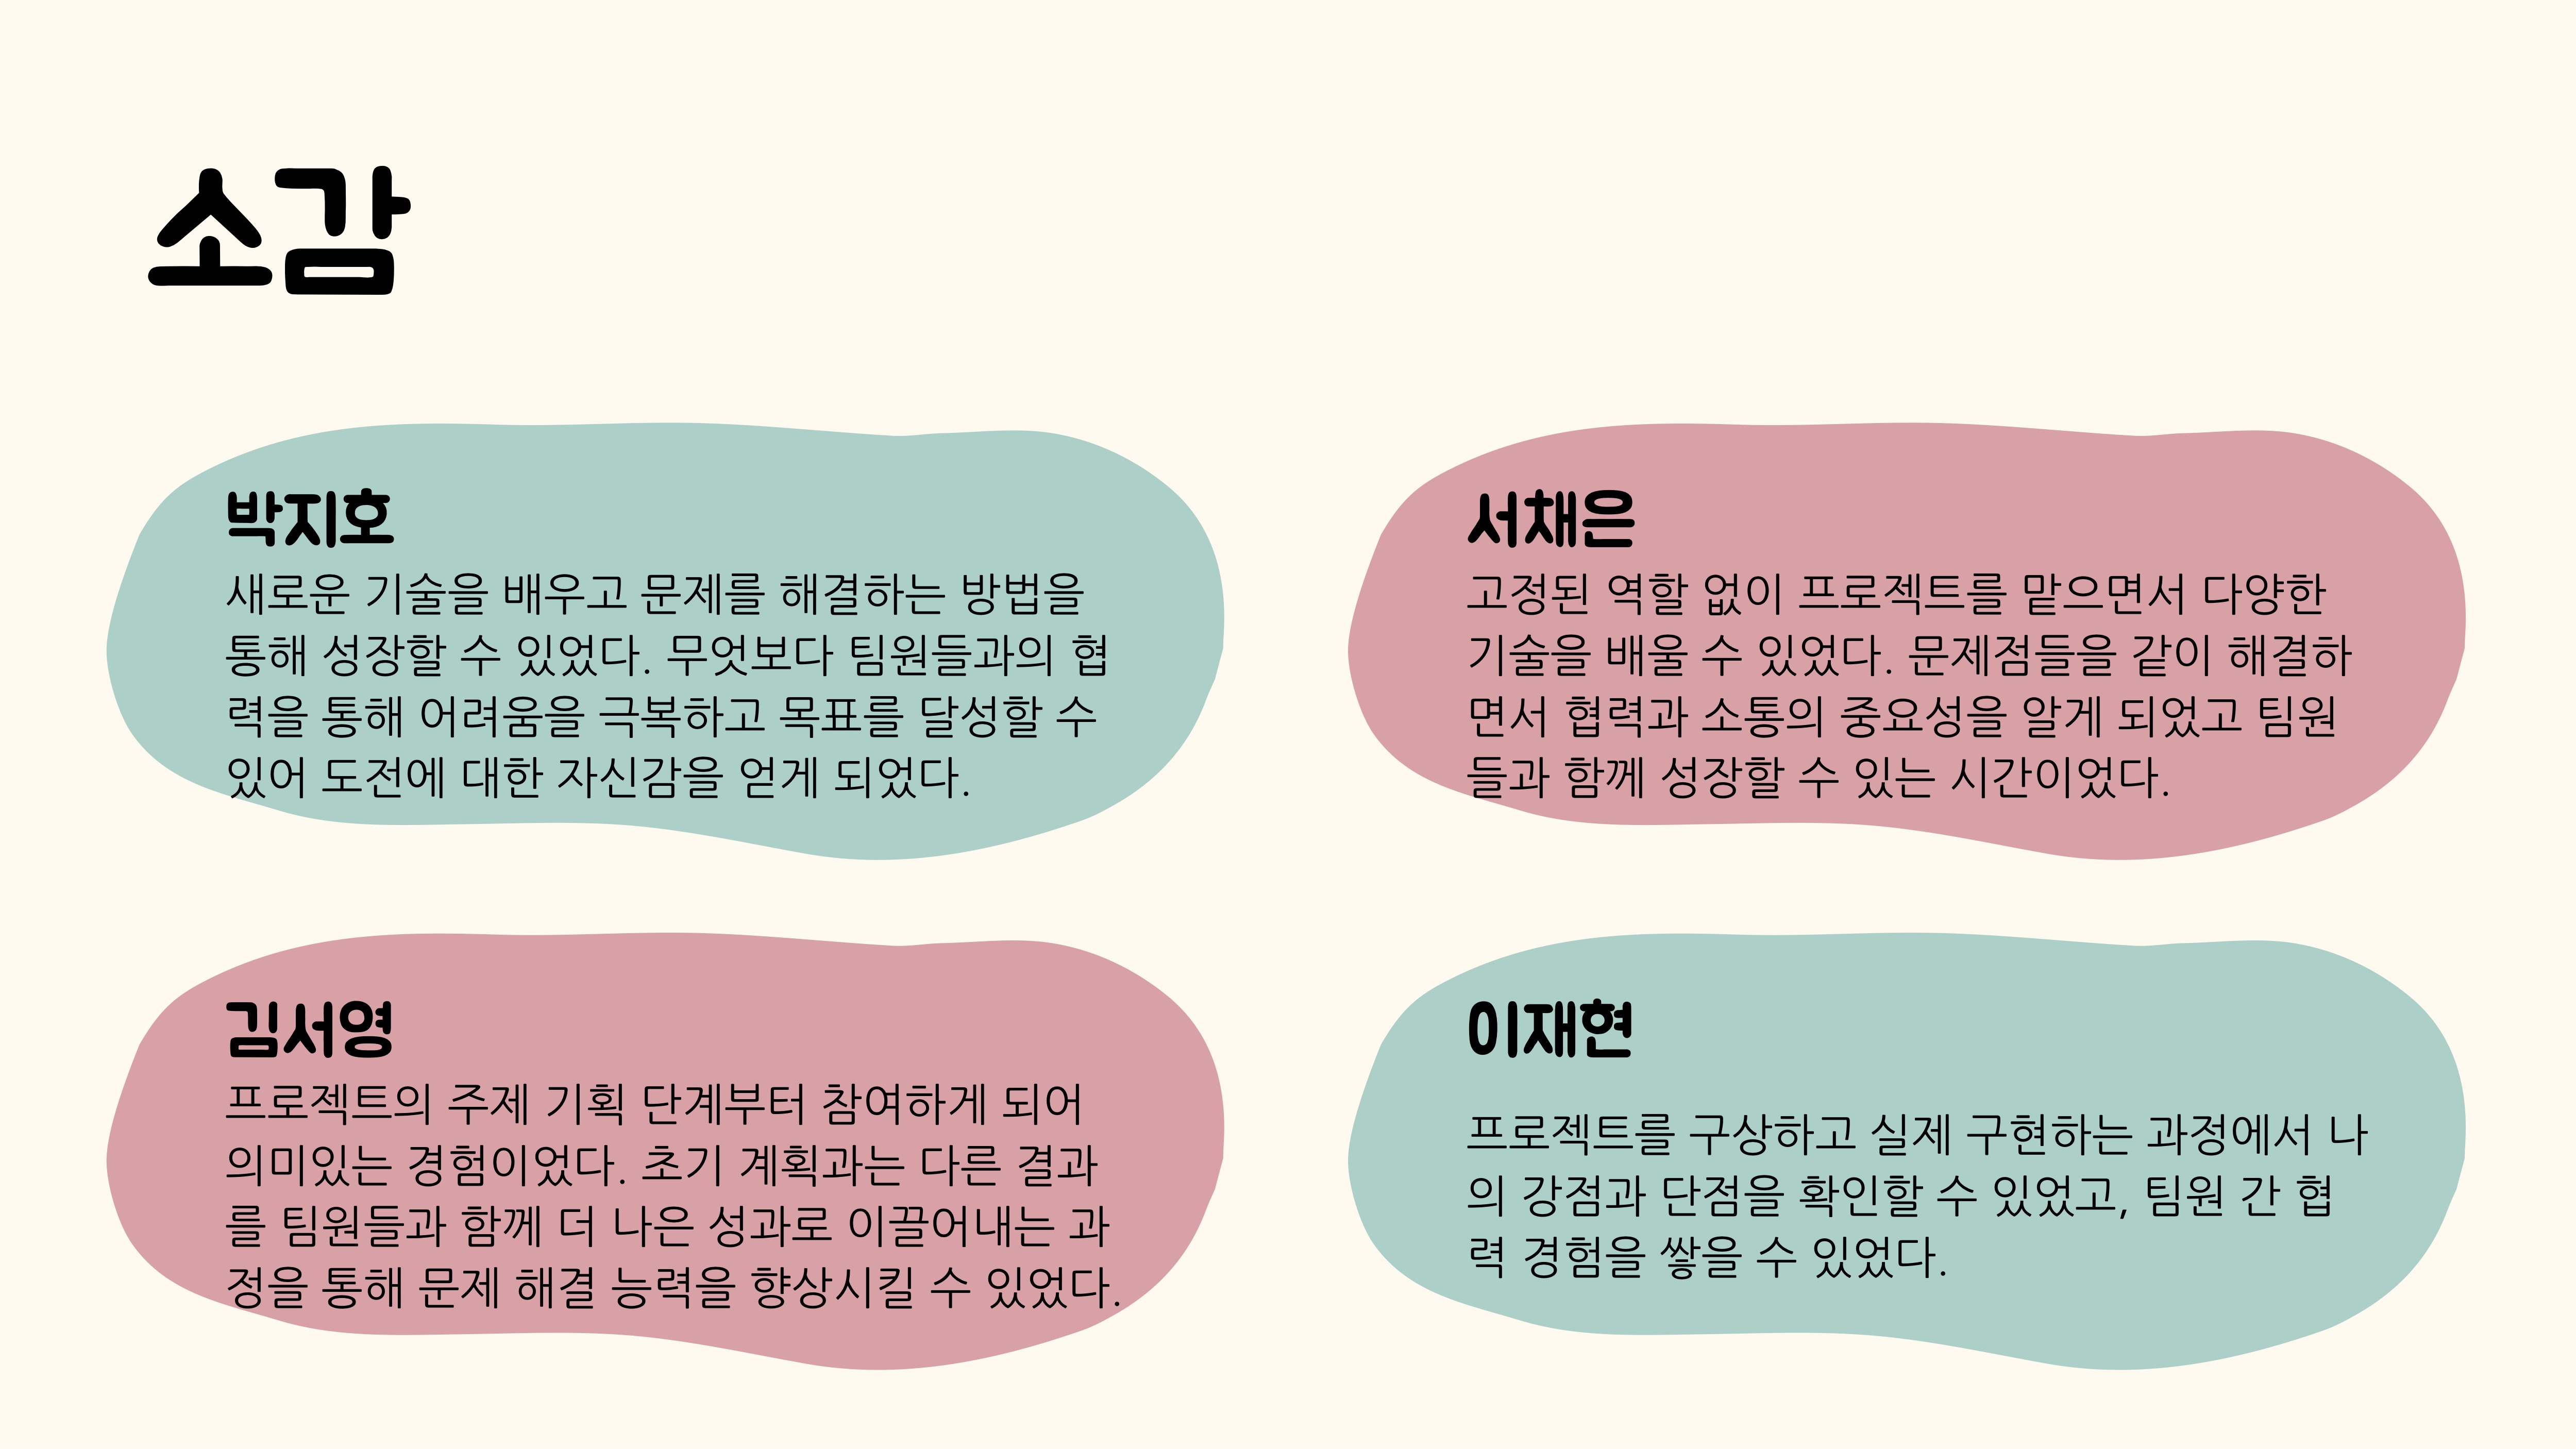 소감
박지호
새로운 기술을 배우고 문제를 해결하는 방법을
통해 성장할 수 있었다. 무엇보다 팀원들과의 협
력을 통해 어려움을 극복하고 목표를 달성할 수
있어 도전에 대한 자신감을 얻게 되었다.
서채은
고정된 역할 없이 프로젝트를 맡으면서 다양한
기술을 배울 수 있었다. 문제점들을 같이 해결하
면서 협력과 소통의 중요성을 알게 되었고 팀원
들과 함께 성장할 수 있는 시간이었다.
김서영
프로젝트의 주제 기획 단계부터 참여하게 되어
의미있는 경험이었다. 초기 계획과는 다른 결과
를 팀원들과 함께 더 나은 성과로 이끌어내는 과
정을 통해 문제 해결 능력을 향상시킬 수 있었다.
이재현
프로젝트를 구상하고 실제 구현하는 과정에서 나
의 강점과 단점을 확인할 수 있었고, 팀원 간 협
력 경험을 쌓을 수 있었다.